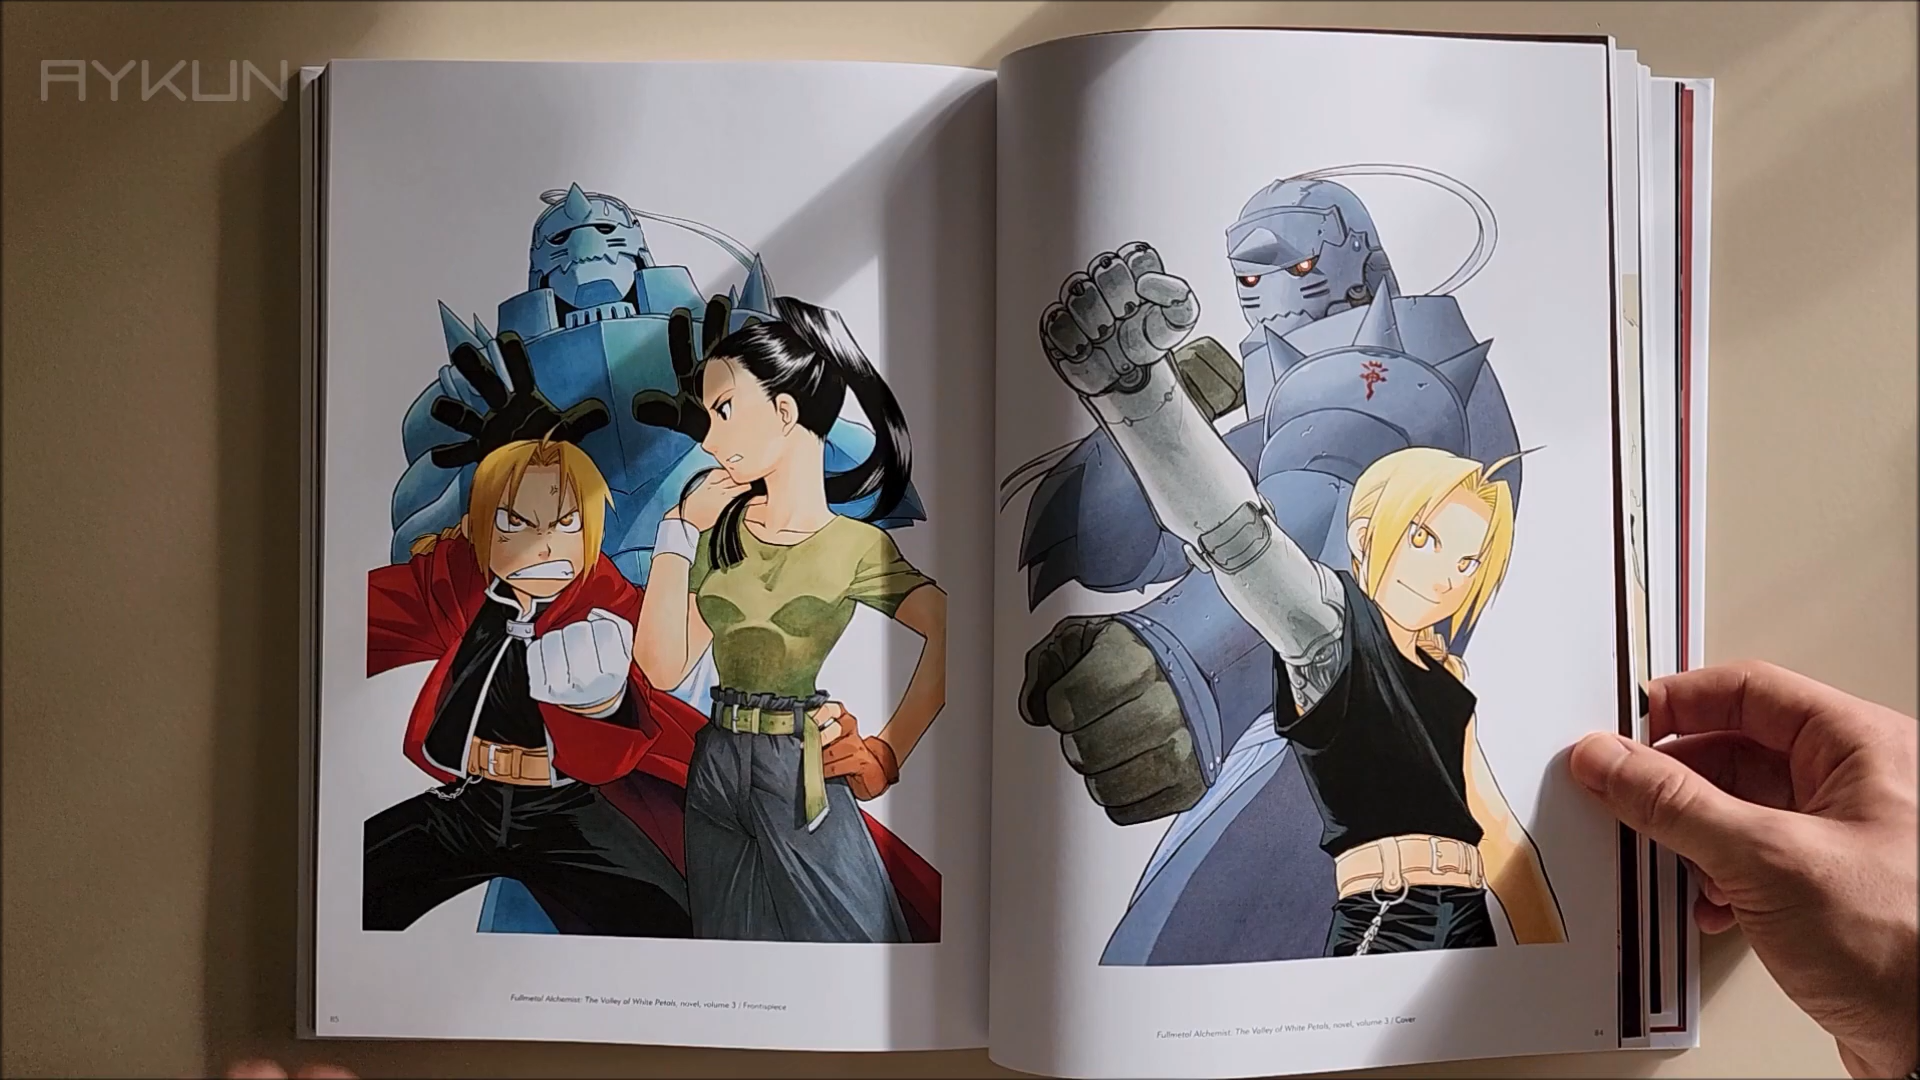 AYKUN
Fullmetal Alchemist: The Valley of White Petals, novel, volume 3 / Frontispiece
85
Fullmetal Alchemist: The Valley of White Petals, novel, volume 3 / Cover
84